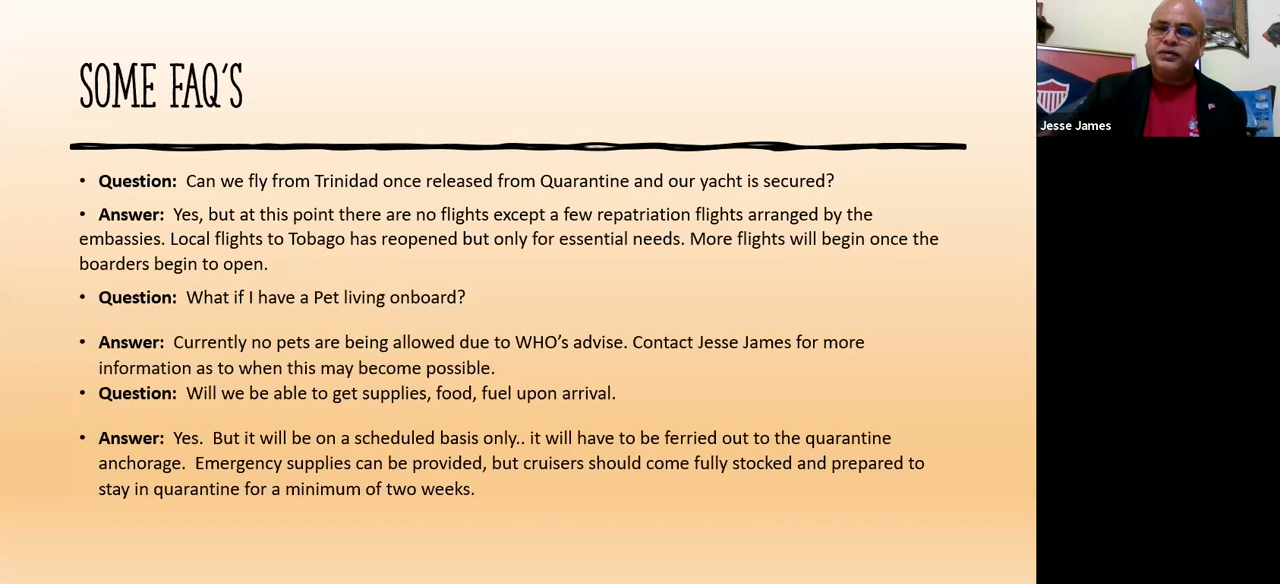 SOME FAQ'S
• Question:  Can we fly from Trinidad once released from Quarantine and our yacht is secured?
• Answer:  Yes, but at this point there are no flights except a few repatriation flights arranged by the
embassies. Local flights to Tobago has reopened but only for essential needs. More flights will begin once the
boarders begin to open.
• Question:  What if I have a Pet living onboard?
• Answer:  Currently no pets are being allowed due to WHO’s advise. Contact Jesse James for more
information as to when this may become possible.
• Question:  Will we be able to get supplies, food, fuel upon arrival.
• Answer:  Yes.  But it will be on a scheduled basis only.. it will have to be ferried out to the quarantine
anchorage.  Emergency supplies can be provided, but cruisers should come fully stocked and prepared to
stay in quarantine for a minimum of two weeks.
Jesse James